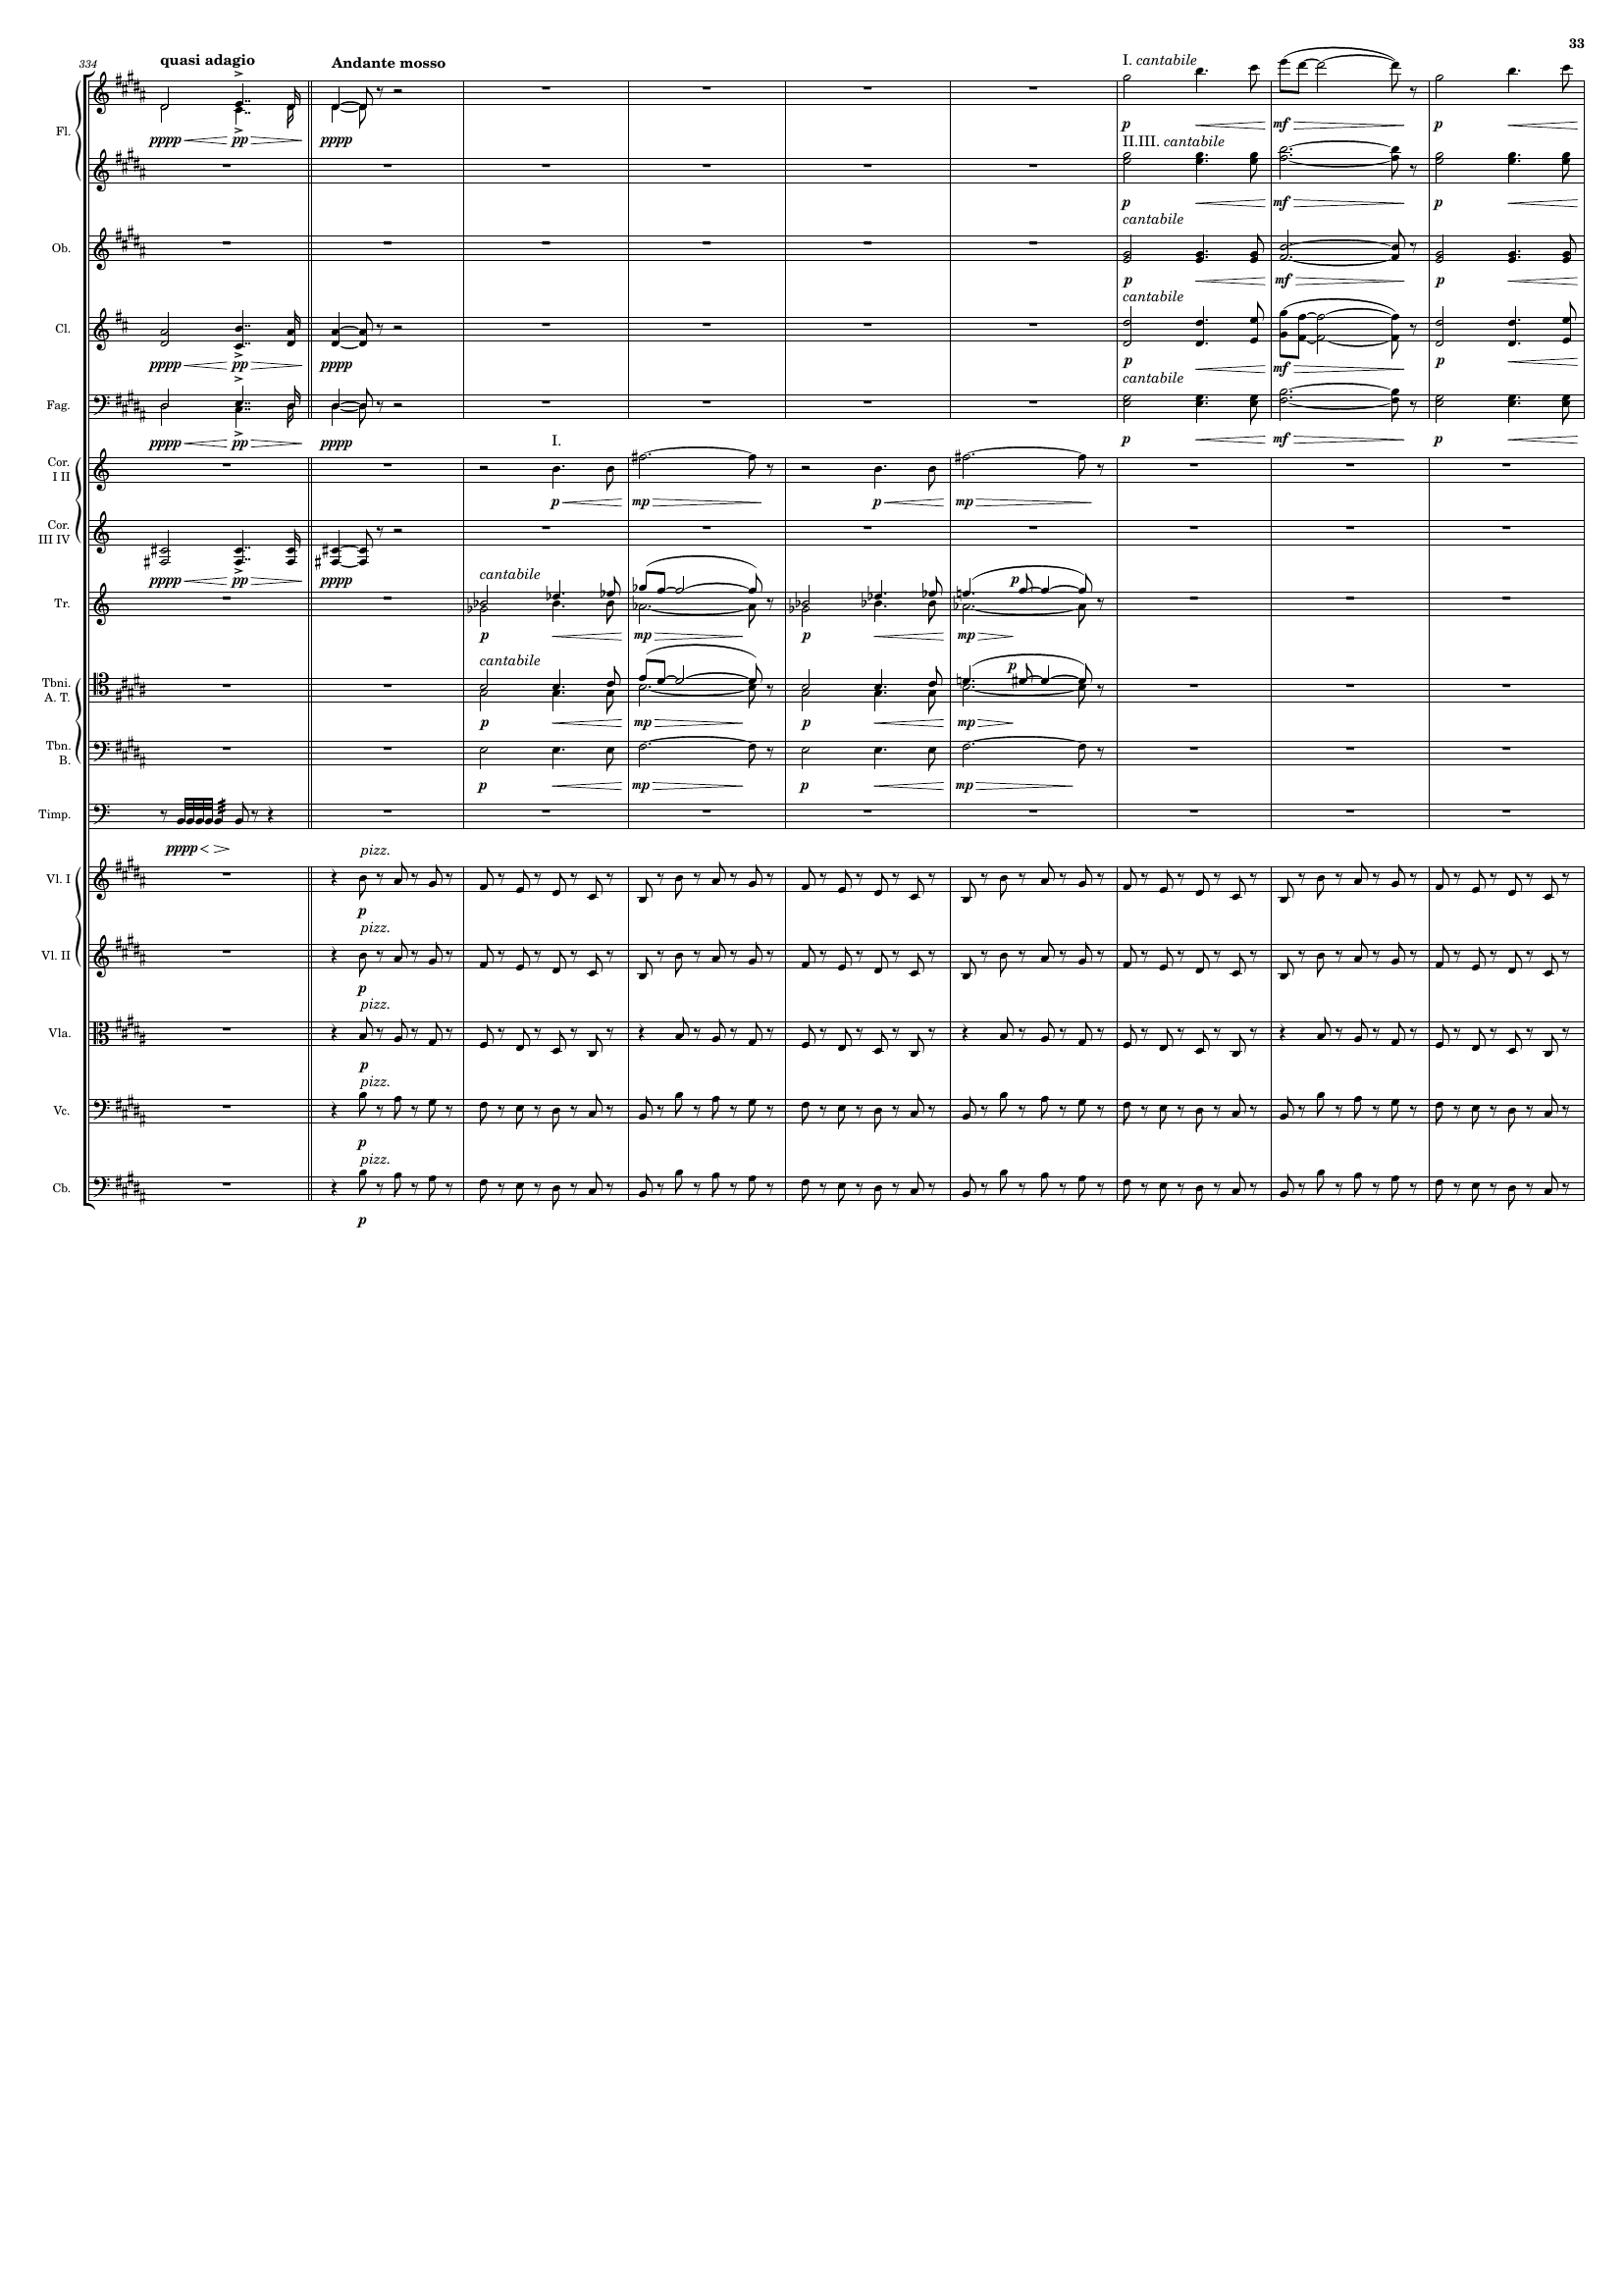 33
334 quasi adagio Andante mosso I. cantabile
Fl.
pppp pp pppp p mf p
II.III. cantabile
p mf p
cantabile
Ob.
p mf p
cantabile
Cl.
pppp pp pppp p mf p
cantabile
Fag.
pppp pp pppp p mf p
I.
Cor.
I II
p mp p mp
Cor.
III IV
pppp pp pppp
cantabile p
Tr.
p mp p mp
cantabile p
Tbni.
A. T.
p mp p mp
Tbn.
B.
p mp p mp
Timp.
pppp
pizz.
Vl. I
p
pizz.
Vl. II
p
pizz.
Vla.
p
pizz.
Vc.
p
pizz.
Cb.
p